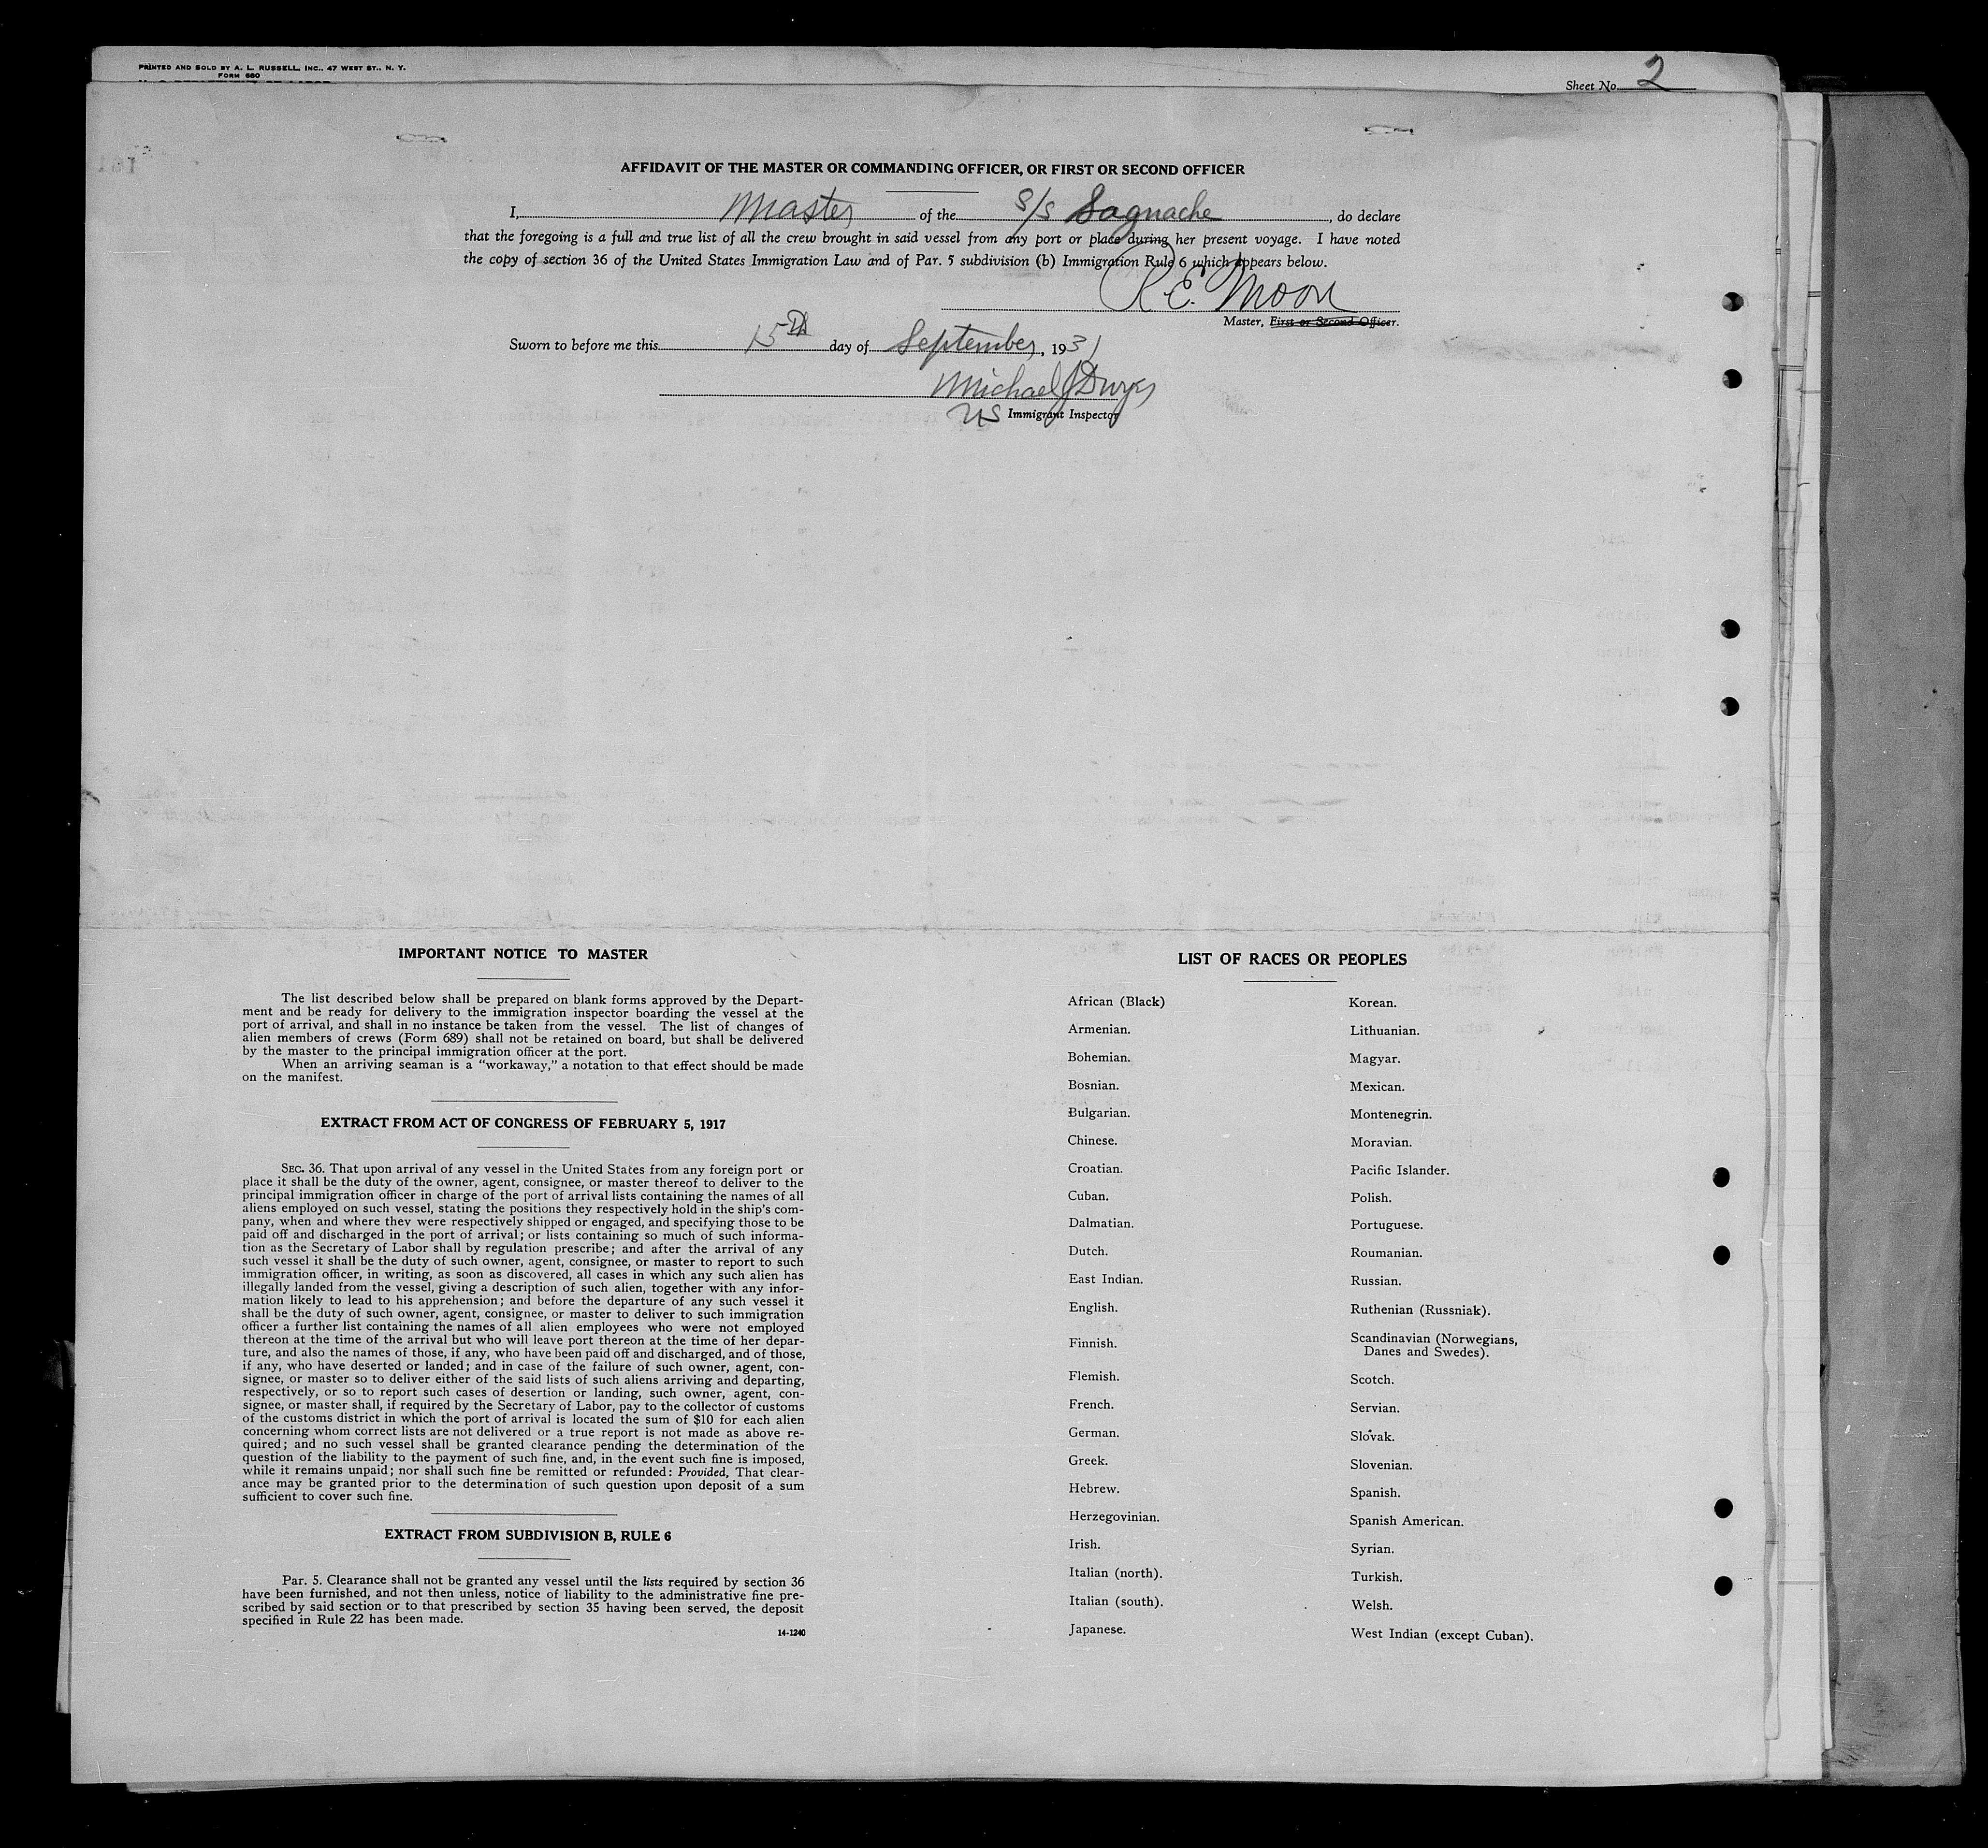 PRINTED AND SOLD BY A. L. RUSSELL, INC., 47 WEST ST., N. Y.
FORM 680
Sheet No. 2
AFFIDAVIT OF THE MASTER OR COMMANDING OFFICER, OR FIRST OR SECOND OFFICER
I, Master of the S/S Saguache, do declare
that the foregoing is a full and true list of all the crew brought in said vessel from any port or place during her present voyage. I have noted
the copy of section 36 of the United States Immigration Law and of Par. 5 subdivision (b) Immigration Rule 6 which appears below.
R. E. Moon
Master, First or Second Officer.
Sworn to before me this 15th day of September, 1931
Michael J Dwyer
US Immigrant Inspector
IMPORTANT NOTICE TO MASTER
The list described below shall be prepared on blank forms approved by the Depart-
ment and be ready for delivery to the immigration inspector boarding the vessel at the
port of arrival, and shall in no instance be taken from the vessel. The list of changes of
alien members of crews (Form 689) shall not be retained on board, but shall be delivered
by the master to the principal immigration officer at the port.
When an arriving seaman is a “workaway,” a notation to that effect should be made
on the manifest.
EXTRACT FROM ACT OF CONGRESS OF FEBRUARY 5, 1917
SEC. 36. That upon arrival of any vessel in the United States from any foreign port or
place it shall be the duty of the owner, agent, consignee, or master thereof to deliver to the
principal immigration officer in charge of the port of arrival lists containing the names of all
aliens employed on such vessel, stating the positions they respectively hold in the ship's com-
pany, when and where they were respectively shipped or engaged, and specifying those to be
paid off and discharged in the port of arrival; or lists containing so much of such informa-
tion as the Secretary of Labor shall by regulation prescribe; and after the arrival of any
such vessel it shall be the duty of such owner, agent, consignee, or master to report to such
immigration officer, in writing, as soon as discovered, all cases in which any such alien has
illegally landed from the vessel, giving a description of such alien, together with any infor-
mation likely to lead to his apprehension; and before the departure of any such vessel it
shall be the duty of such owner, agent, consignee, or master to deliver to such immigration
officer a further list containing the names of all alien employees who were not employed
thereon at the time of the arrival but who will leave port thereon at the time of her depar-
ture, and also the names of those, if any, who have been paid off and discharged, and of those,
if any, who have deserted or landed; and in case of the failure of such owner, agent, con-
signee, or master so to deliver either of the said lists of such aliens arriving and departing,
respectively, or so to report such cases of desertion or landing, such owner, agent, con-
signee, or master shall, if required by the Secretary of Labor, pay to the collector of customs
of the customs district in which the port of arrival is located the sum of $10 for each alien
concerning whom correct lists are not delivered or a true report is not made as above re-
quired; and no such vessel shall be granted clearance pending the determination of the
question of the liability to the payment of such fine, and, in the event such fine is imposed,
while it remains unpaid; nor shall such fine be remitted or refunded: Provided, That clear-
ance may be granted prior to the determination of such question upon deposit of a sum
sufficient to cover such fine.
EXTRACT FROM SUBDIVISION B, RULE 6
Par. 5. Clearance shall not be granted any vessel until the lists required by section 36
have been furnished, and not then unless, notice of liability to the administrative fine pre-
scribed by said section or to that prescribed by section 35 having been served, the deposit
specified in Rule 22 has been made.
14-1240
LIST OF RACES OR PEOPLES
African (Black)
Armenian.
Bohemian.
Bosnian.
Bulgarian.
Chinese.
Croatian.
Cuban.
Dalmatian.
Dutch.
East Indian.
English.
Finnish.
Flemish.
French.
German.
Greek.
Hebrew.
Herzegovinian.
Irish.
Italian (north).
Italian (south).
Japanese.
Korean.
Lithuanian.
Magyar.
Mexican.
Montenegrin.
Moravian.
Pacific Islander.
Polish.
Portuguese.
Roumanian.
Russian.
Ruthenian (Russniak).
Scandinavian (Norwegians,
Danes and Swedes).
Scotch.
Servian.
Slovak.
Slovenian.
Spanish.
Spanish American.
Syrian.
Turkish.
Welsh.
West Indian (except Cuban).